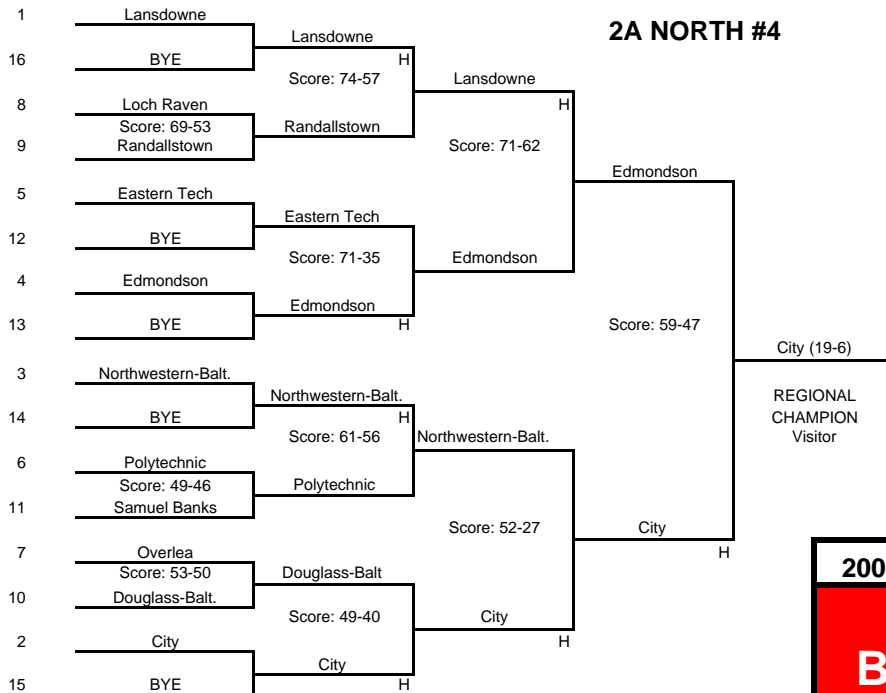 2A NORTH #4
1
Lansdowne
16
BYE
Lansdowne
H
Score: 74-57
8
Loch Raven
Score: 69-53
9
Randallstown
Randallstown
Lansdowne
H
Score: 71-62
5
Eastern Tech
12
BYE
Eastern Tech
Score: 71-35
4
Edmondson
13
BYE
Edmondson
H
Edmondson
Edmondson
Score: 59-47
3
Northwestern-Balt.
14
BYE
Northwestern-Balt.
H
Score: 61-56
6
Polytechnic
Score: 49-46
11
Samuel Banks
Polytechnic
Northwestern-Balt.
Score: 52-27
7
Overlea
Score: 53-50
10
Douglass-Balt.
Douglass-Balt
Score: 49-40
2
City
15
BYE
City
H
City
H
City
H
City (19-6)
REGIONAL
CHAMPION
Visitor
200
B